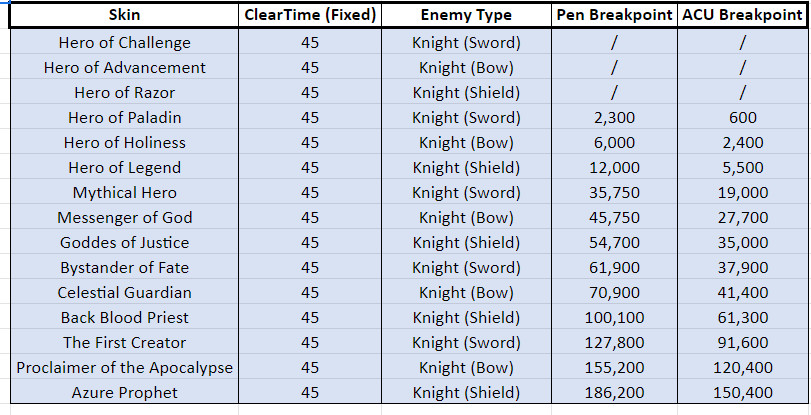 Skin ClearTime (Fixed) Enemy Type Pen Breakpoint ACU Breakpoint
Hero of Challenge 45 Knight (Sword) / /
Hero of Advancement 45 Knight (Bow) / /
Hero of Razor 45 Knight (Shield) / /
Hero of Paladin 45 Knight (Sword) 2,300 600
Hero of Holiness 45 Knight (Bow) 6,000 2,400
Hero of Legend 45 Knight (Shield) 12,000 5,500
Mythical Hero 45 Knight (Sword) 35,750 19,000
Messenger of God 45 Knight (Bow) 45,750 27,700
Goddes of Justice 45 Knight (Shield) 54,700 35,000
Bystander of Fate 45 Knight (Sword) 61,900 37,900
Celestial Guardian 45 Knight (Bow) 70,900 41,400
Back Blood Priest 45 Knight (Shield) 100,100 61,300
The First Creator 45 Knight (Sword) 127,800 91,600
Proclaimer of the Apocalypse 45 Knight (Bow) 155,200 120,400
Azure Prophet 45 Knight (Shield) 186,200 150,400